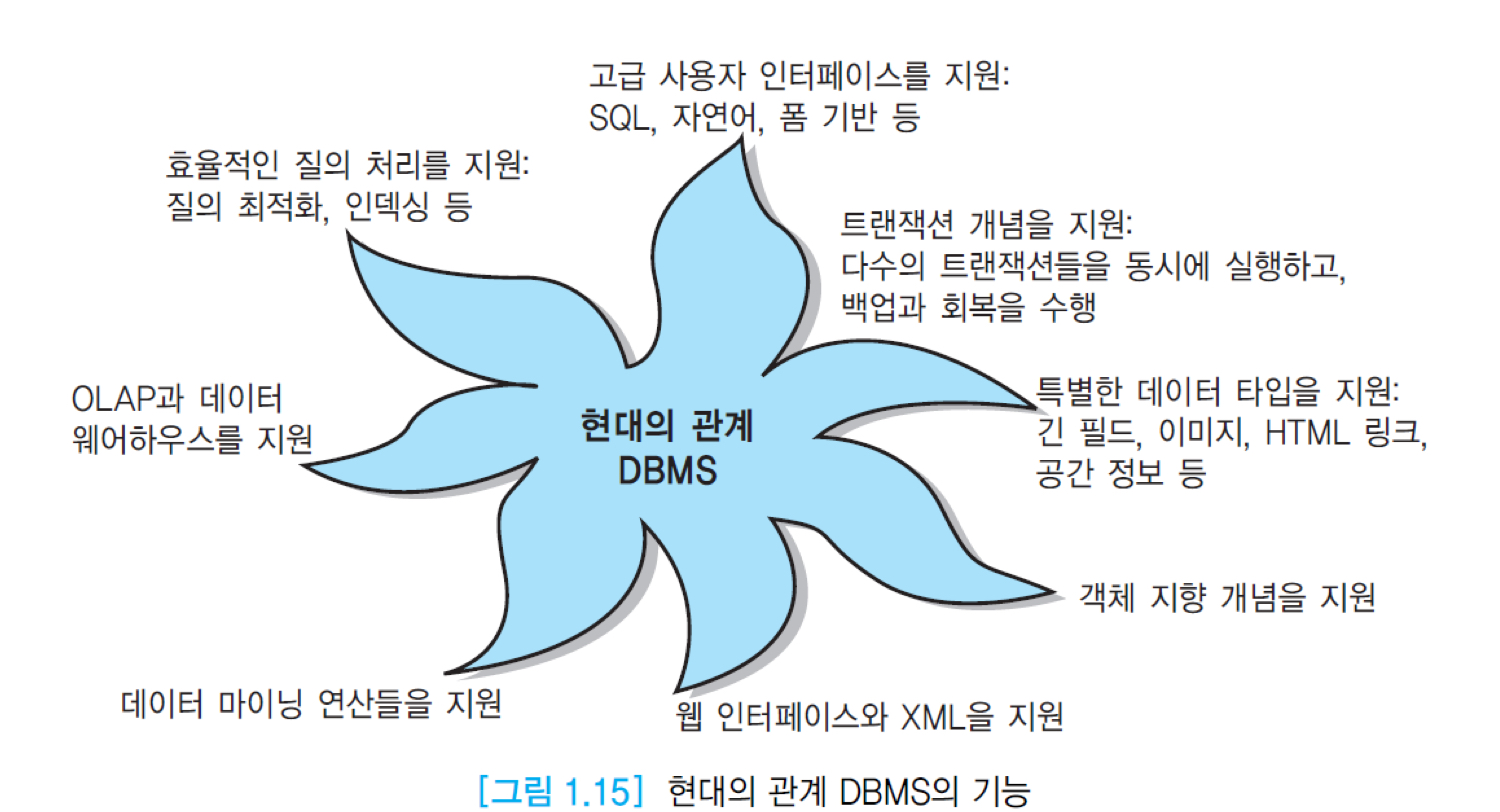 고급 사용자 인터페이스를 지원:
SQL, 자연어, 폼 기반 등
효율적인 질의 처리를 지원:
질의 최적화, 인덱싱 등
트랜잭션 개념을 지원:
다수의 트랜잭션들을 동시에 실행하고,
백업과 회복을 수행
OLAP과 데이터
웨어하우스를 지원
현대의 관계
DBMS
특별한 데이터 타입을 지원:
긴 필드, 이미지, HTML 링크,
공간 정보 등
객체 지향 개념을 지원
데이터 마이닝 연산들을 지원
웹 인터페이스와 XML을 지원
[그림 1.15] 현대의 관계 DBMS의 기능